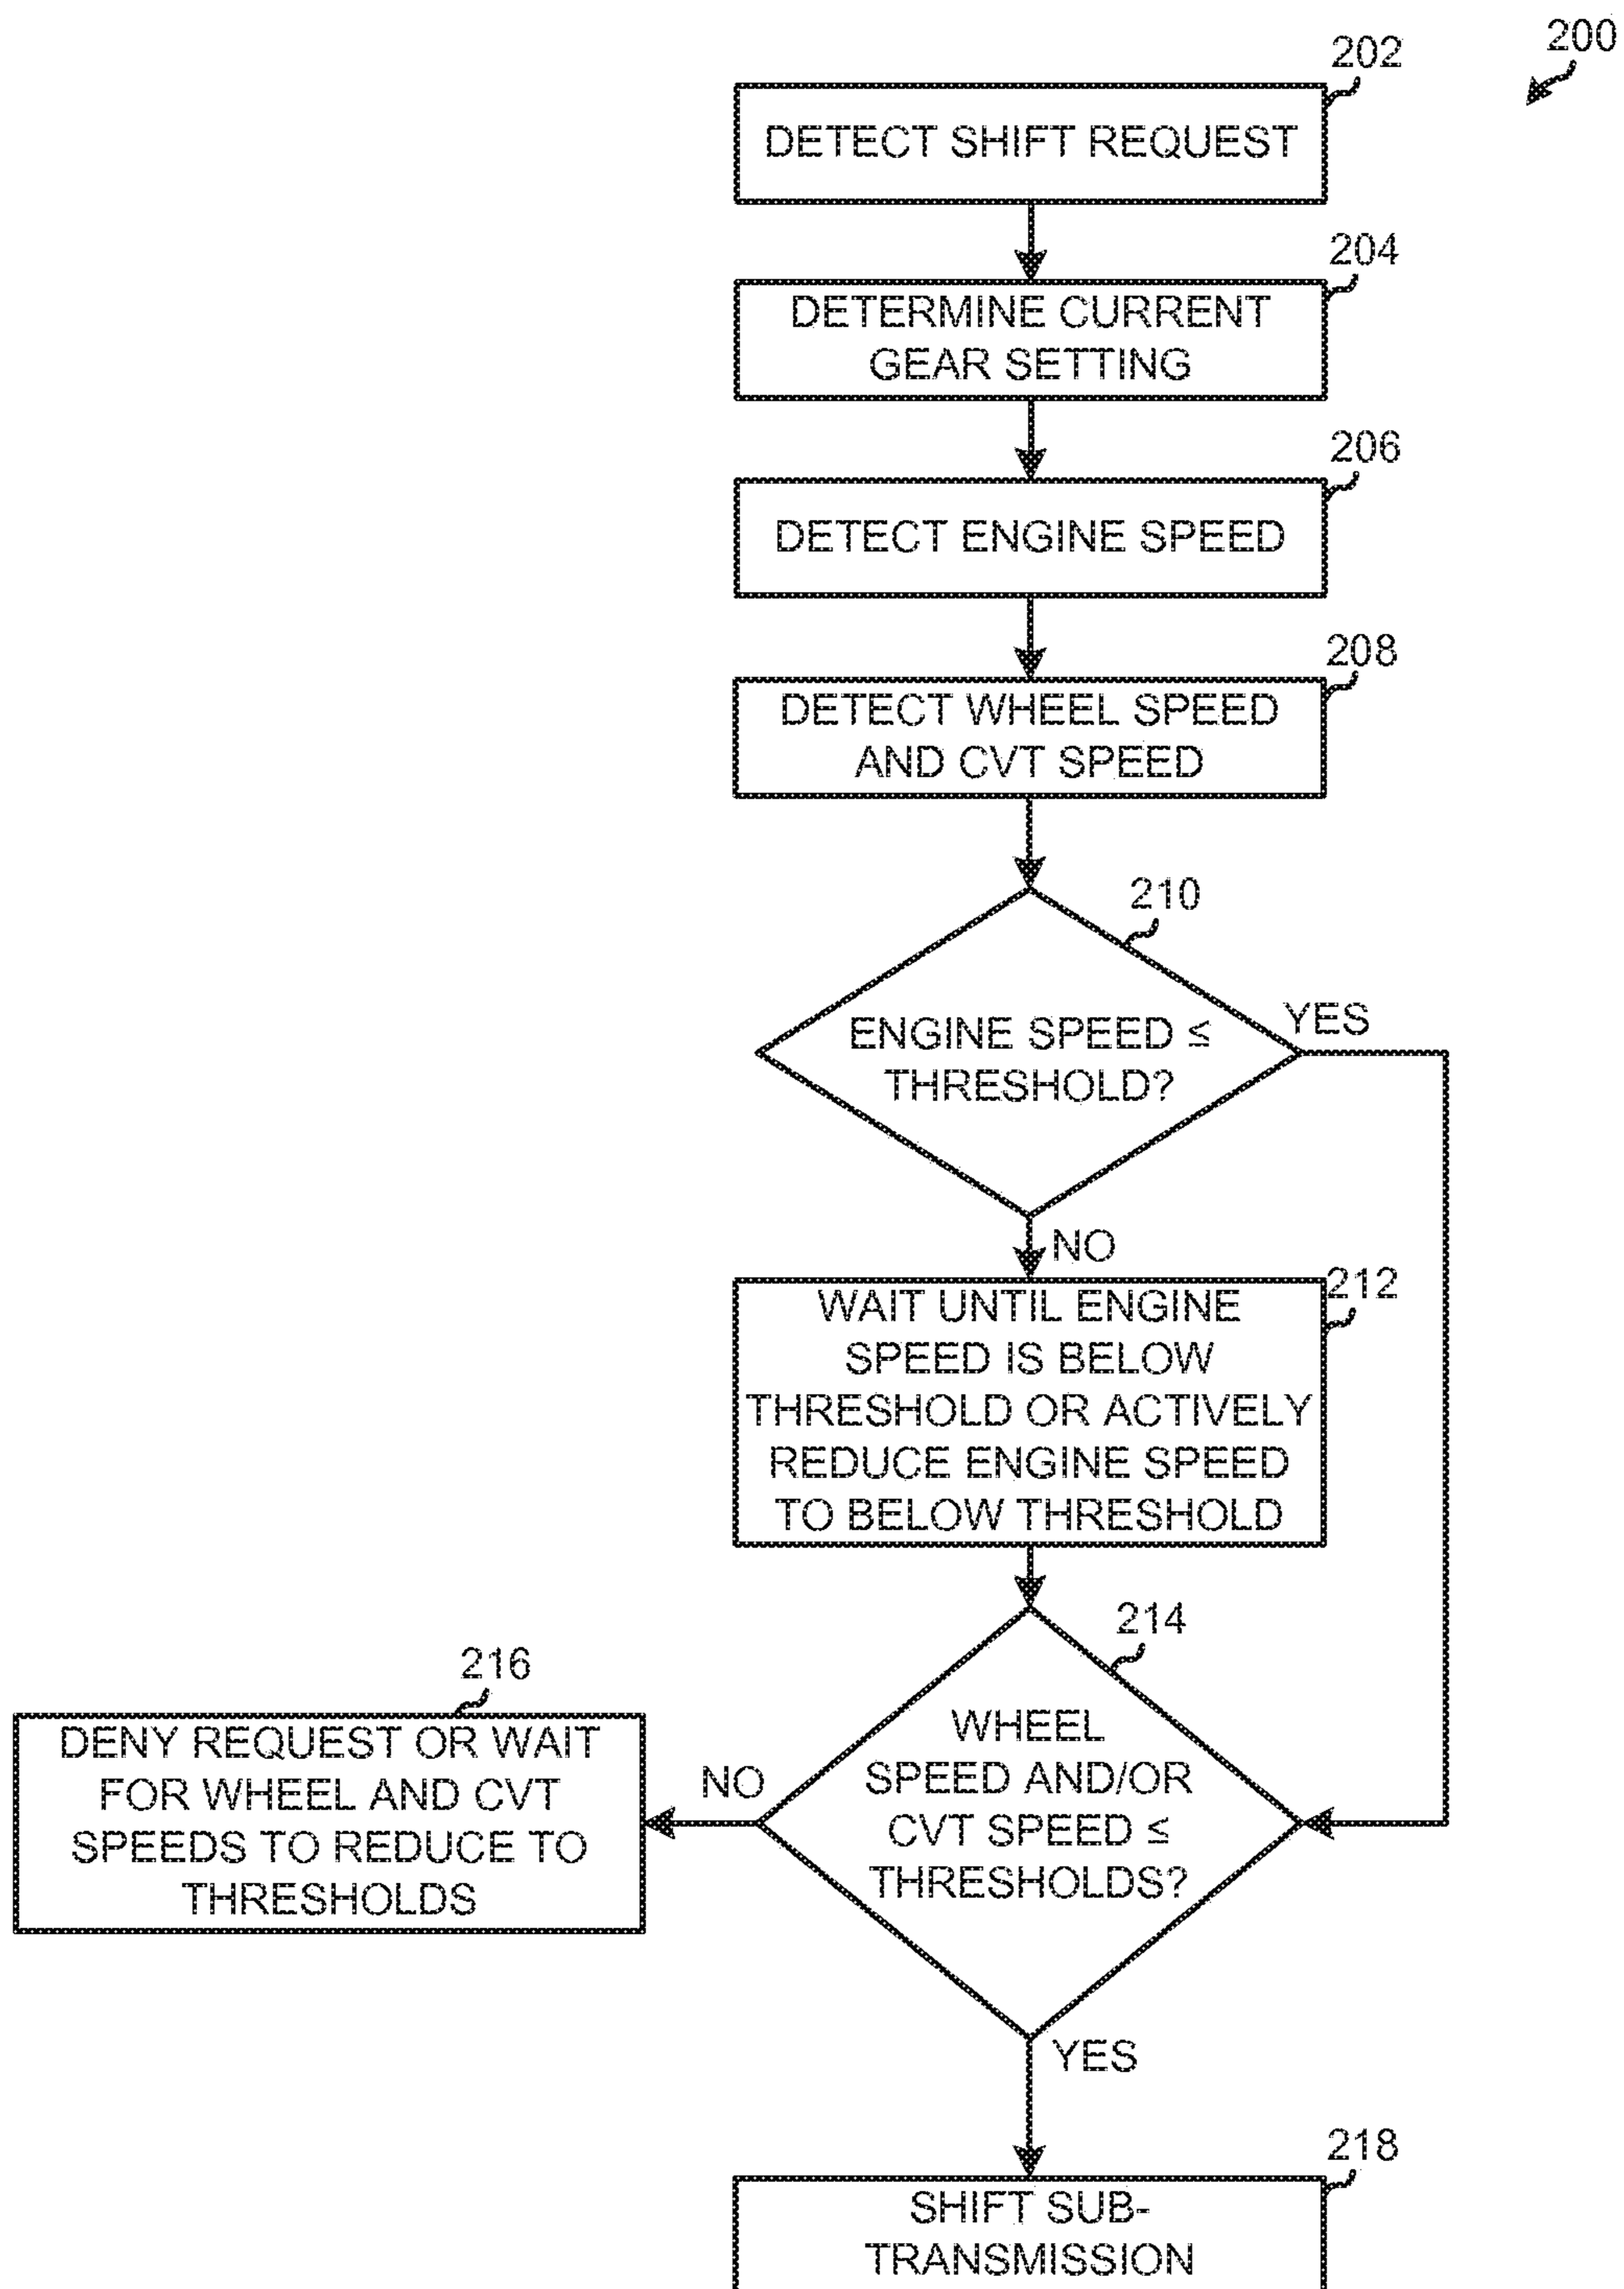 200
202
DETECT SHIFT REQUEST
204
DETERMINE CURRENT
GEAR SETTING
206
DETECT ENGINE SPEED
208
DETECT WHEEL SPEED
AND CVT SPEED
210
ENGINE SPEED ≤
THRESHOLD?
YES
NO
212
WAIT UNTIL ENGINE
SPEED IS BELOW
THRESHOLD OR ACTIVELY
REDUCE ENGINE SPEED
TO BELOW THRESHOLD
214
WHEEL
SPEED AND/OR
CVT SPEED ≤
THRESHOLDS?
NO
216
DENY REQUEST OR WAIT
FOR WHEEL AND CVT
SPEEDS TO REDUCE TO
THRESHOLDS
YES
218
SHIFT SUB-
TRANSMISSION